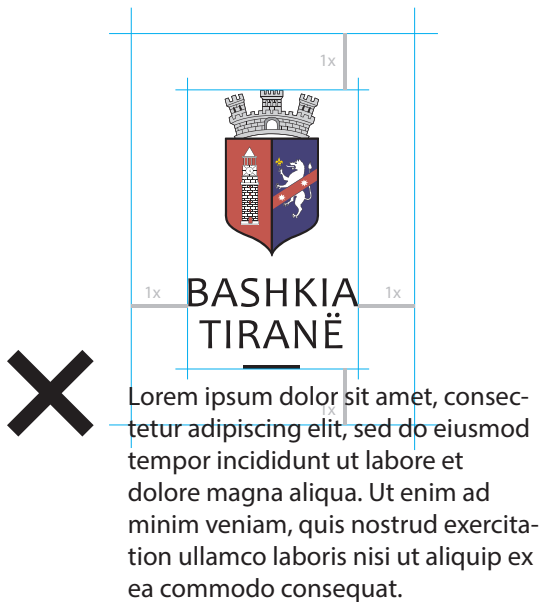 1x
1x
1x
BASHKIA
TIRANË
Lorem ipsum dolor sit amet, consec-
1x
tetur adipiscing elit, sed do eiusmod
tempor incididunt ut labore et
dolore magna aliqua. Ut enim ad
minim veniam, quis nostrud exercita-
tion ullamco laboris nisi ut aliquip ex
ea commodo consequat.